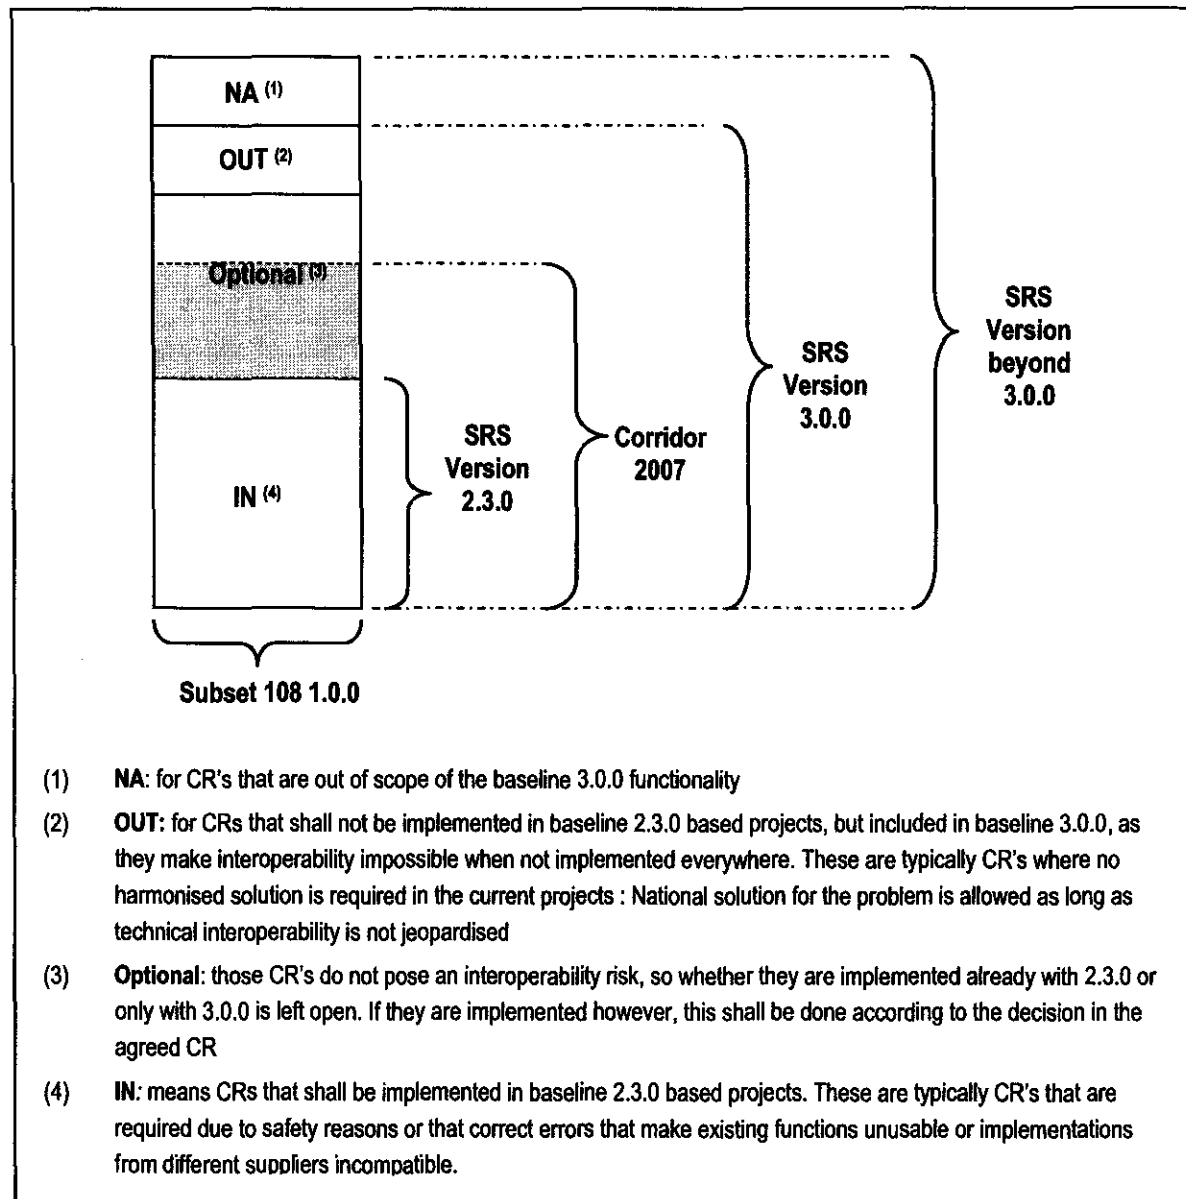 NA (1)
OUT (2)
Optional (3)
IN (4)
SRS
Version
2.3.0
Corridor
2007
SRS
Version
3.0.0
SRS
Version
beyond
3.0.0
Subset 108 1.0.0
(1) NA: for CR's that are out of scope of the baseline 3.0.0 functionality
(2) OUT: for CRs that shall not be implemented in baseline 2.3.0 based projects, but included in baseline 3.0.0, as
they make interoperability impossible when not implemented everywhere. These are typically CR's where no
harmonised solution is required in the current projects : National solution for the problem is allowed as long as
technical interoperability is not jeopardised
(3) Optional: those CR's do not pose an interoperability risk, so whether they are implemented already with 2.3.0 or
only with 3.0.0 is left open. If they are implemented however, this shall be done according to the decision in the
agreed CR
(4) IN: means CRs that shall be implemented in baseline 2.3.0 based projects. These are typically CR's that are
required due to safety reasons or that correct errors that make existing functions unusable or implementations
from different suppliers incompatible.